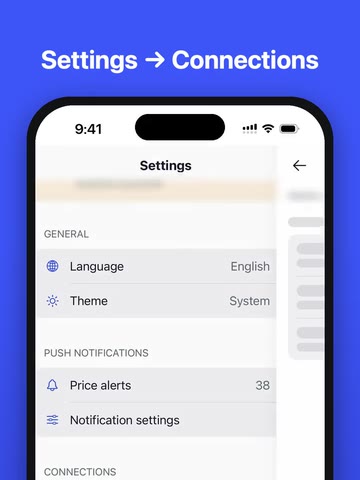 Settings → Connections
9:41
Settings
GENERAL
Language English
Theme System
PUSH NOTIFICATIONS
Price alerts 38
Notification settings
CONNECTIONS